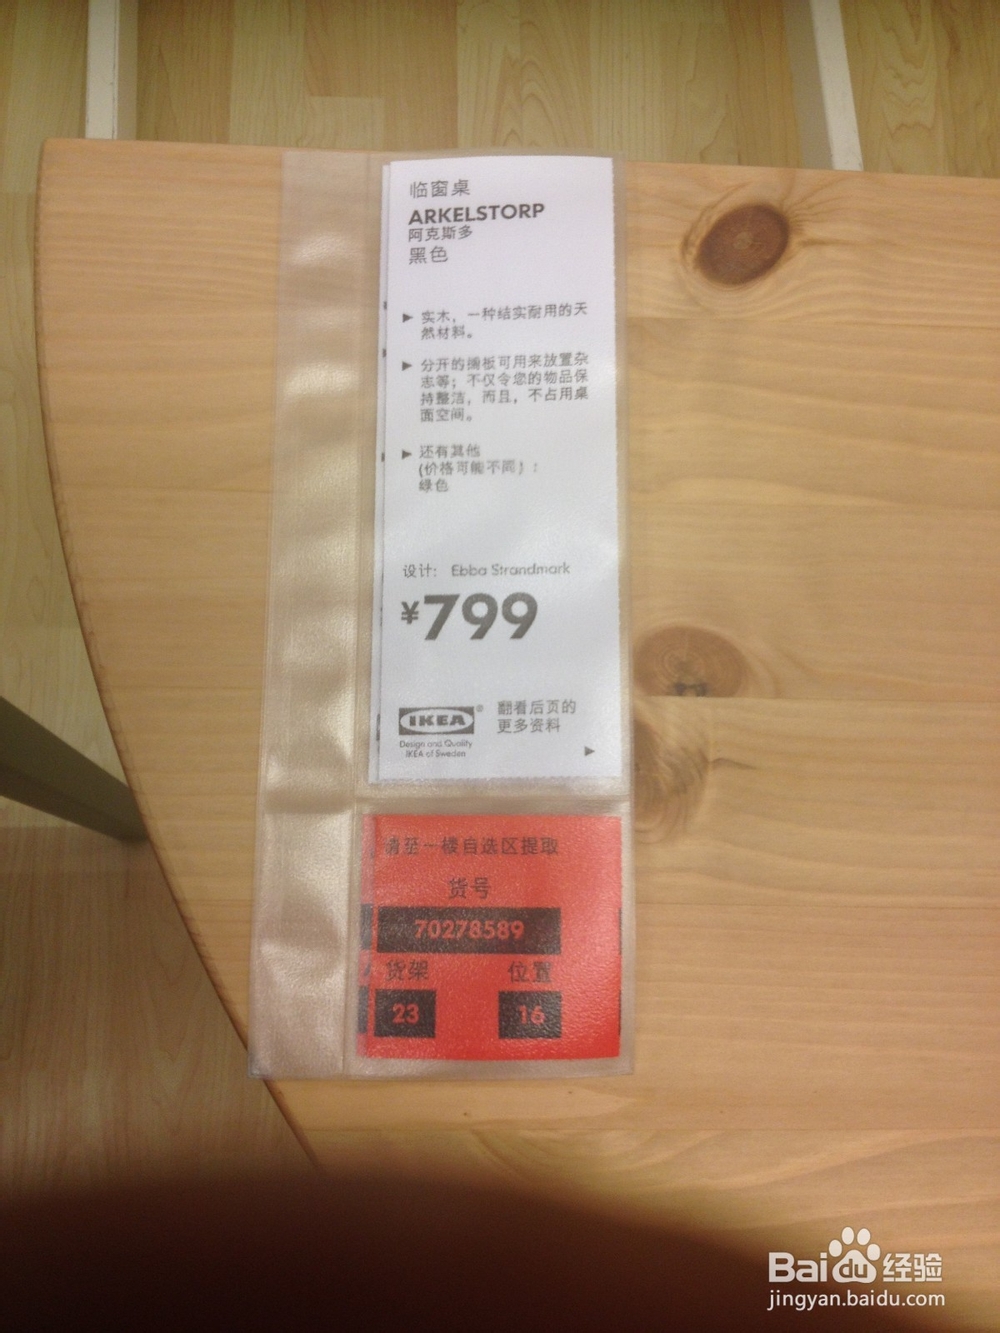 临窗桌
ARKELSTORP
阿克斯多
黑色
▶ 实木，一种结实耐用的天
然材料。
▶ 分开的搁板可用来放置杂
志等；不仅令您的物品保
持整洁，而且，不占用桌
面空间。
▶ 还有其他
(价格可能不同)：
绿色
设计: Ebba Strandmark
¥799
IKEA®
Design and Quality
IKEA of Sweden
翻看后页的
更多资料
▶
请至一楼自选区提取
货号
70278589
货架 位置
23 16
Baidu经验
jingyan.baidu.com